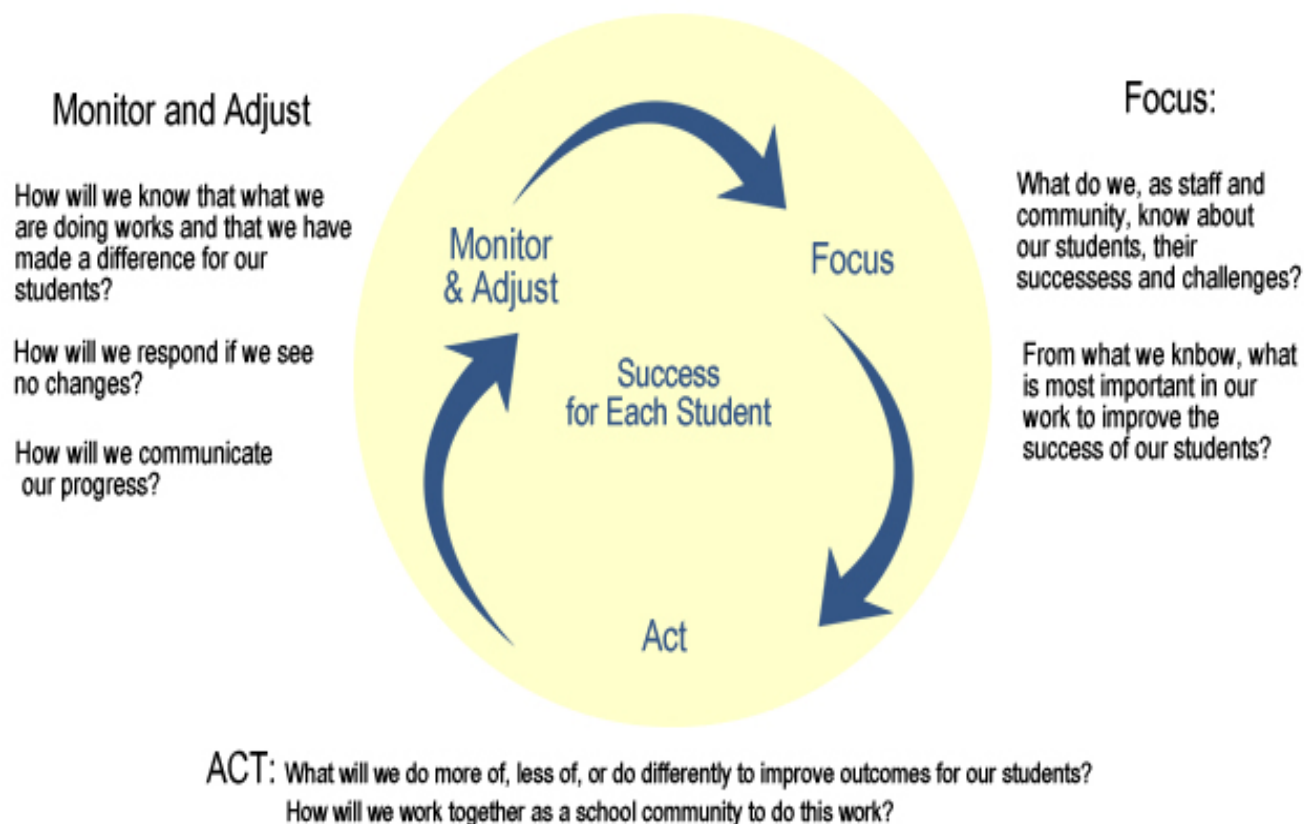 Monitor and Adjust
How will we know that what we
are doing works and that we have
made a difference for our
students?
How will we respond if we see
no changes?
How will we communicate
our progress?
Monitor
& Adjust
Focus
Success
for Each Student
Act
Focus:
What do we, as staff and
community, know about
our students, their
successess and challenges?
From what we knbow, what
is most important in our
work to improve the
success of our students?
ACT: What will we do more of, less of, or do differently to improve outcomes for our students?
How will we work together as a school community to do this work?